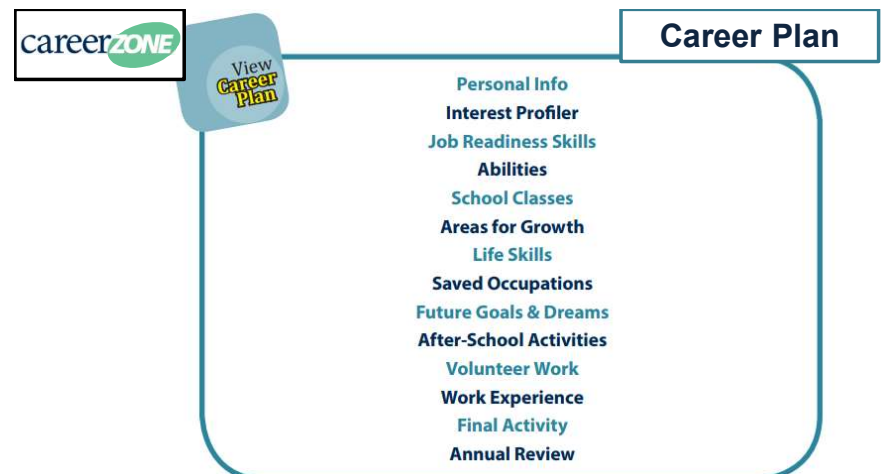 careerZONE
Career Plan
View
Career
Plan
Personal Info
Interest Profiler
Job Readiness Skills
Abilities
School Classes
Areas for Growth
Life Skills
Saved Occupations
Future Goals & Dreams
After-School Activities
Volunteer Work
Work Experience
Final Activity
Annual Review